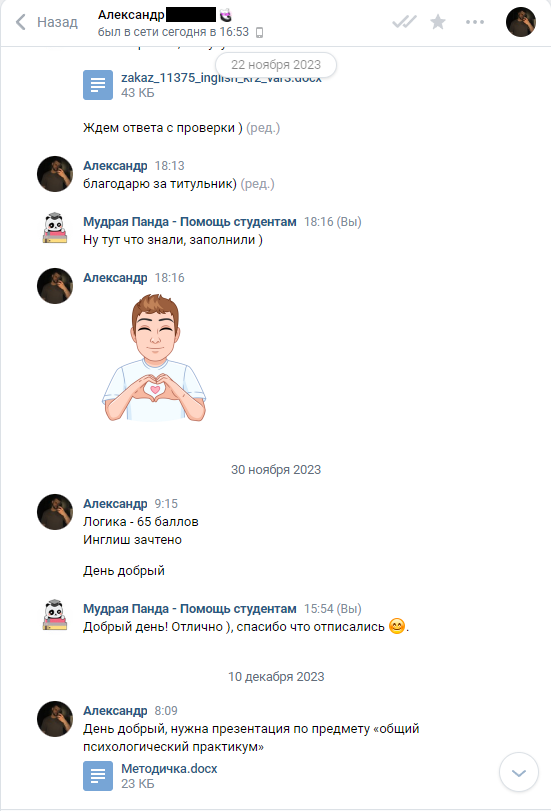 Назад
Александр
был в сети сегодня в 16:53
22 ноября 2023
zakaz_11375_inglish_kr2_var3.docx
43 КБ
Ждем ответа с проверки ) (ред.)
Александр 18:13
благодарю за титульник) (ред.)
Мудрая Панда - Помощь студентам 18:16 (Вы)
Ну тут что знали, заполнили )
Александр 18:16
30 ноября 2023
Александр 9:15
Логика - 65 баллов
Инглиш зачтено
День добрый
Мудрая Панда - Помощь студентам 15:54 (Вы)
Добрый день! Отлично ), спасибо что отписались 😊.
10 декабря 2023
Александр 8:09
День добрый, нужна презентация по предмету «общий
психологический практикум»
Методичка.docx
23 КБ